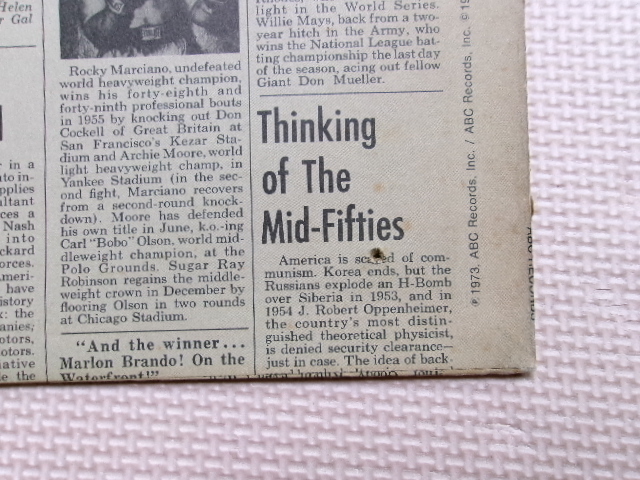 Helen
r Gal
r in a
uto in-
pplies
ultant
ces a
Nash
into
ckard
orces.
meri-
have
istory
k: the
anies;
otors,
otors.
native
e the
Rocky Marciano, undefeated
world heavyweight champion,
wins his forty-eighth and
forty-ninth professional bouts
in 1955 by knocking out Don
Cockell of Great Britain at
San Francisco's Kezar Sta-
dium and Archie Moore, world
light heavyweight champ, in
Yankee Stadium (in the sec-
ond fight, Marciano recovers
from a second-round knock-
down). Moore has defended
his own title in June, k.o.-ing
Carl "Bobo" Olson, world mid-
dleweight champion, at the
Polo Grounds. Sugar Ray
Robinson regains the middle-
weight crown in December by
flooring Olson in two rounds
at Chicago Stadium.
"And the winner...
Marlon Brando! On the
Waterfront!"
light in the World Series.
Willie Mays, back from a two-
year hitch in the Army, who
wins the National League bat-
ting championship the last day
of the season, acing out fellow
Giant Don Mueller.
Thinking
of The
Mid-Fifties
America is scared of com-
munism. Korea ends, but the
Russians explode an H-Bomb
over Siberia in 1953, and in
1954 J. Robert Oppenheimer,
the country's most distin-
guished theoretical physicist,
is denied security clearance—
just in case. The idea of back-
℗ 1973, ABC Records, Inc. / ABC Records, Inc. © 19